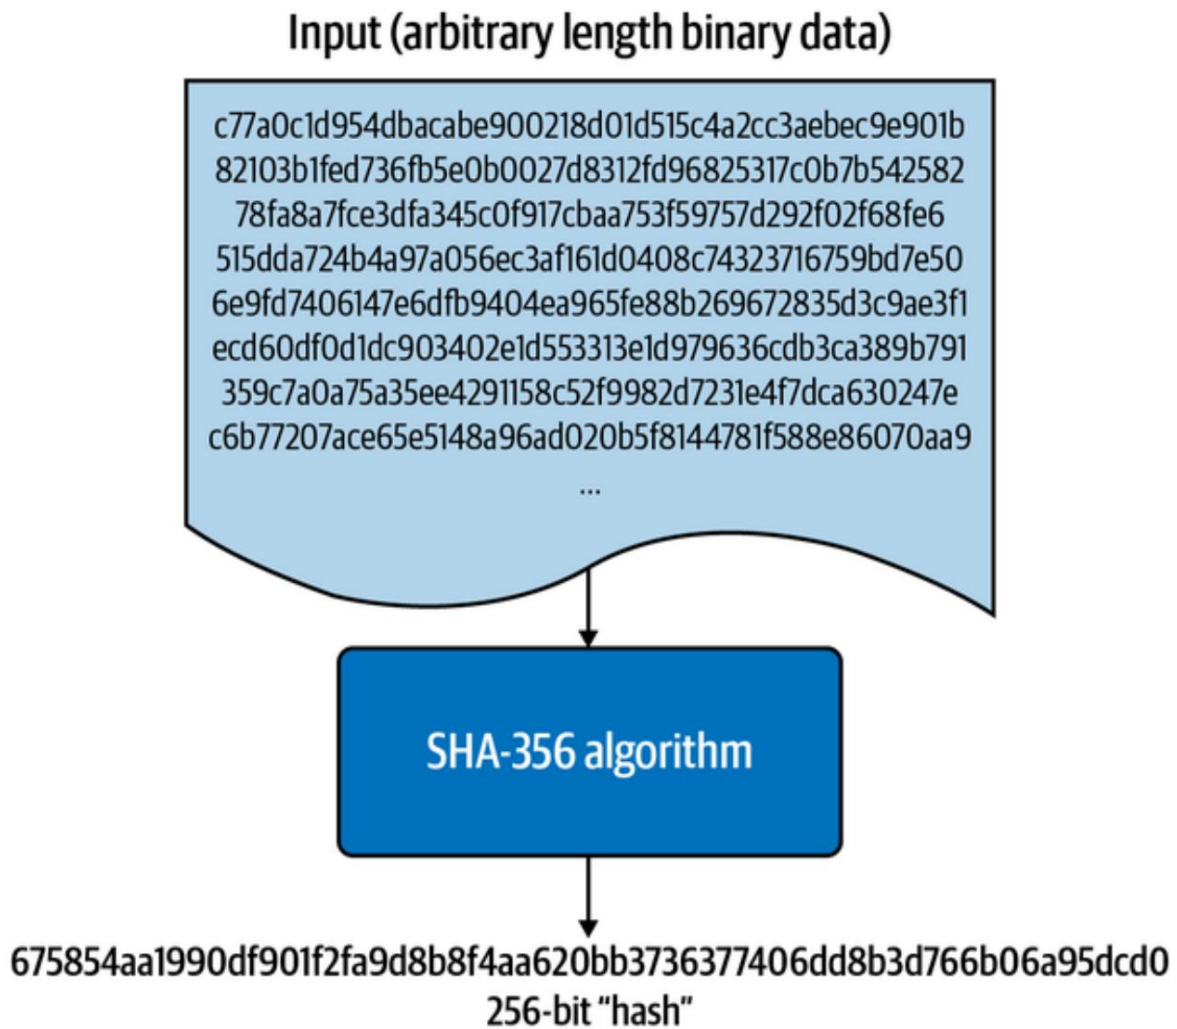 Input (arbitrary length binary data)
c77a0c1d954dbacabe900218d01d515c4a2cc3aebec9e901b
82103b1fed736fb5e0b0027d8312fd96825317c0b7b542582
78fa8a7fce3dfa345c0f917cbaa753f59757d292f02f68fe6
515dda724b4a97a056ec3af161d0408c74323716759bd7e50
6e9fd7406147e6dfb9404ea965fe88b269672835d3c9ae3f1
ecd60df0d1dc903402e1d553313e1d979636cdb3ca389b791
359c7a0a75a35ee4291158c52f9982d7231e4f7dca630247e
c6b77207ace65e5148a96ad020b5f8144781f588e86070aa9
...
SHA-356 algorithm
675854aa1990df901f2fa9d8b8f4aa620bb3736377406dd8b3d766b06a95dcd0
256-bit “hash”